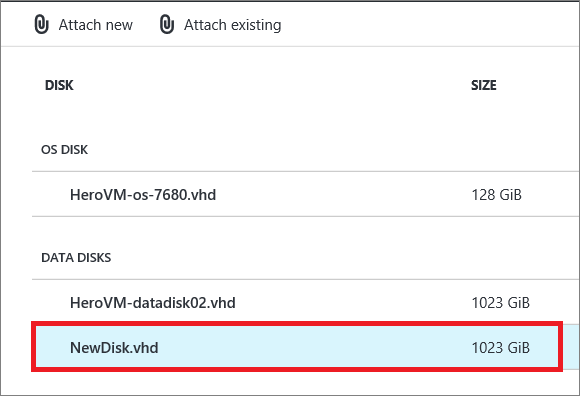 Attach new Attach existing
DISK SIZE
OS DISK
HeroVM-os-7680.vhd 128 GiB
DATA DISKS
HeroVM-datadisk02.vhd 1023 GiB
NewDisk.vhd 1023 GiB